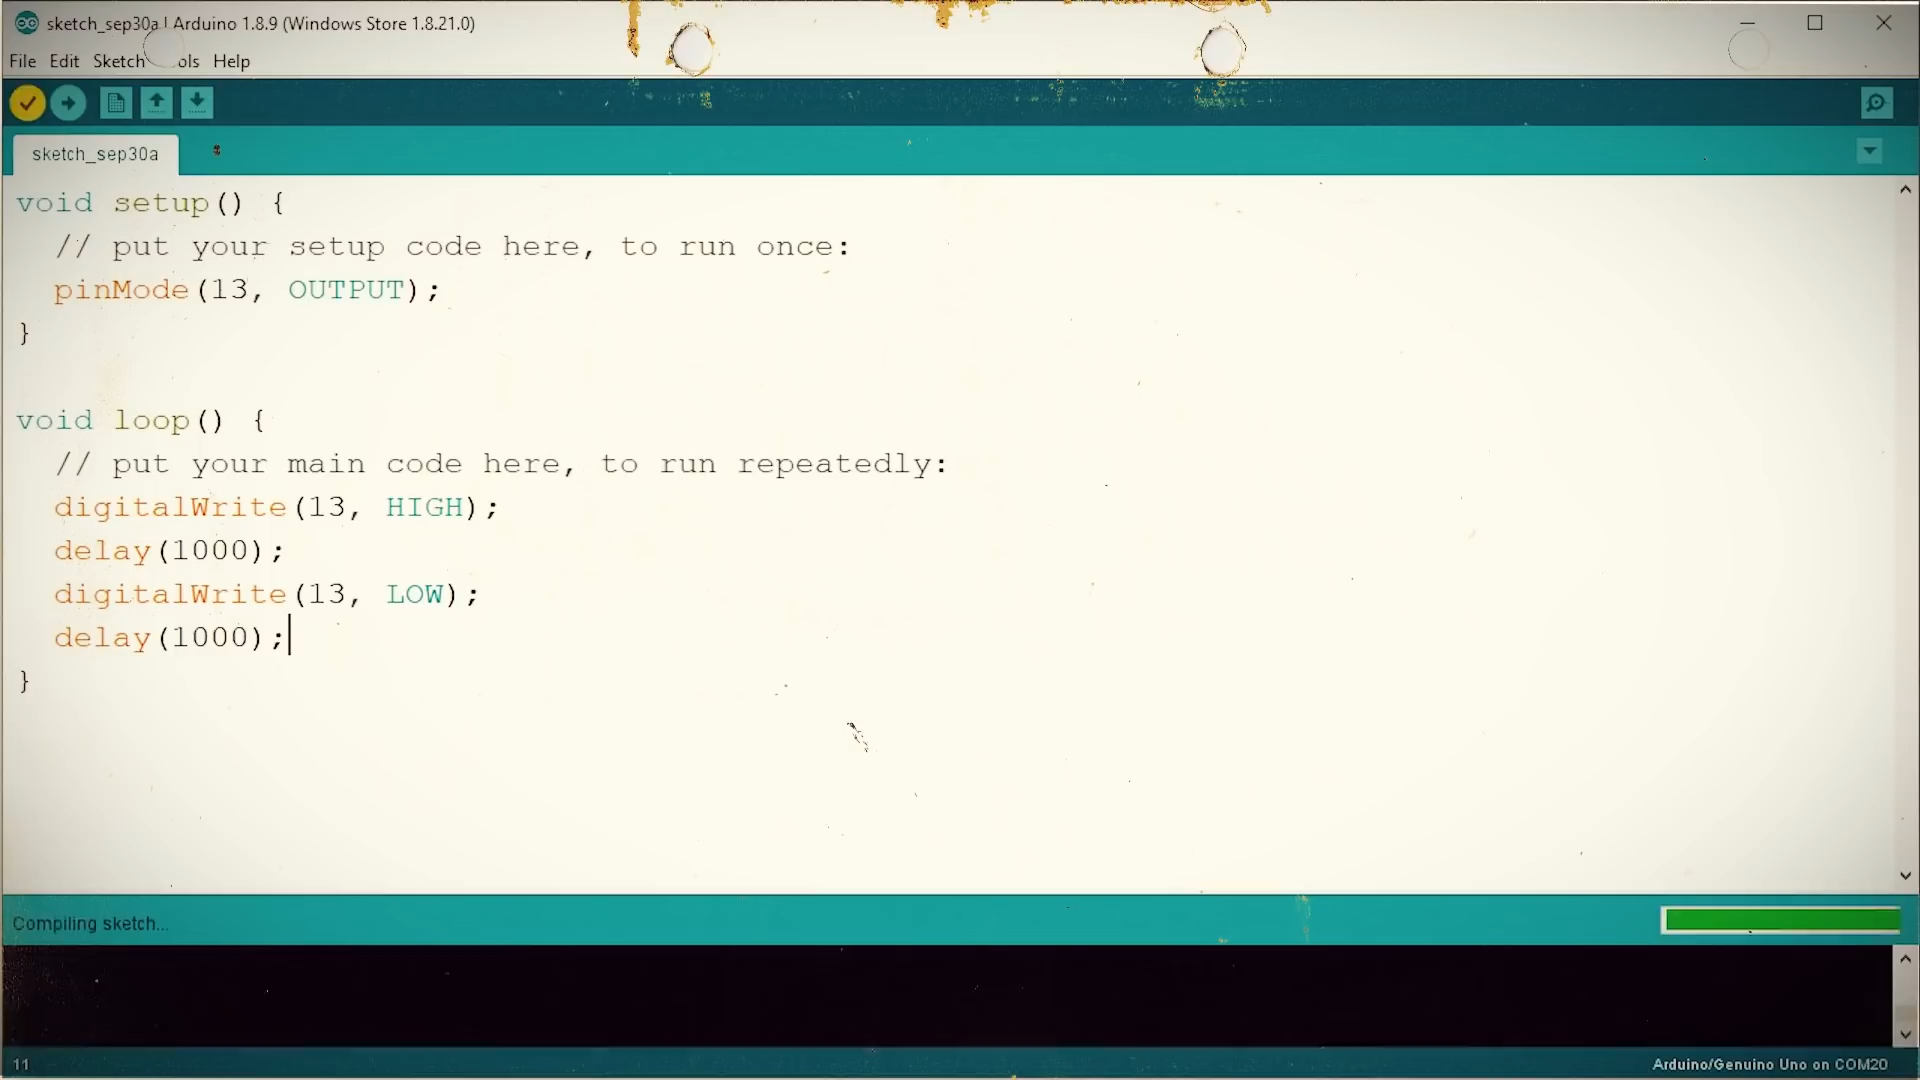 sketch_sep30a | Arduino 1.8.9 (Windows Store 1.8.21.0)
File Edit Sketch ols Help
sketch_sep30a
void setup() {
  // put your setup code here, to run once:
  pinMode(13, OUTPUT);
}
void loop() {
  // put your main code here, to run repeatedly:
  digitalWrite(13, HIGH);
  delay(1000);
  digitalWrite(13, LOW);
  delay(1000);
}
Compiling sketch...
11 Arduino/Genuino Uno on COM20